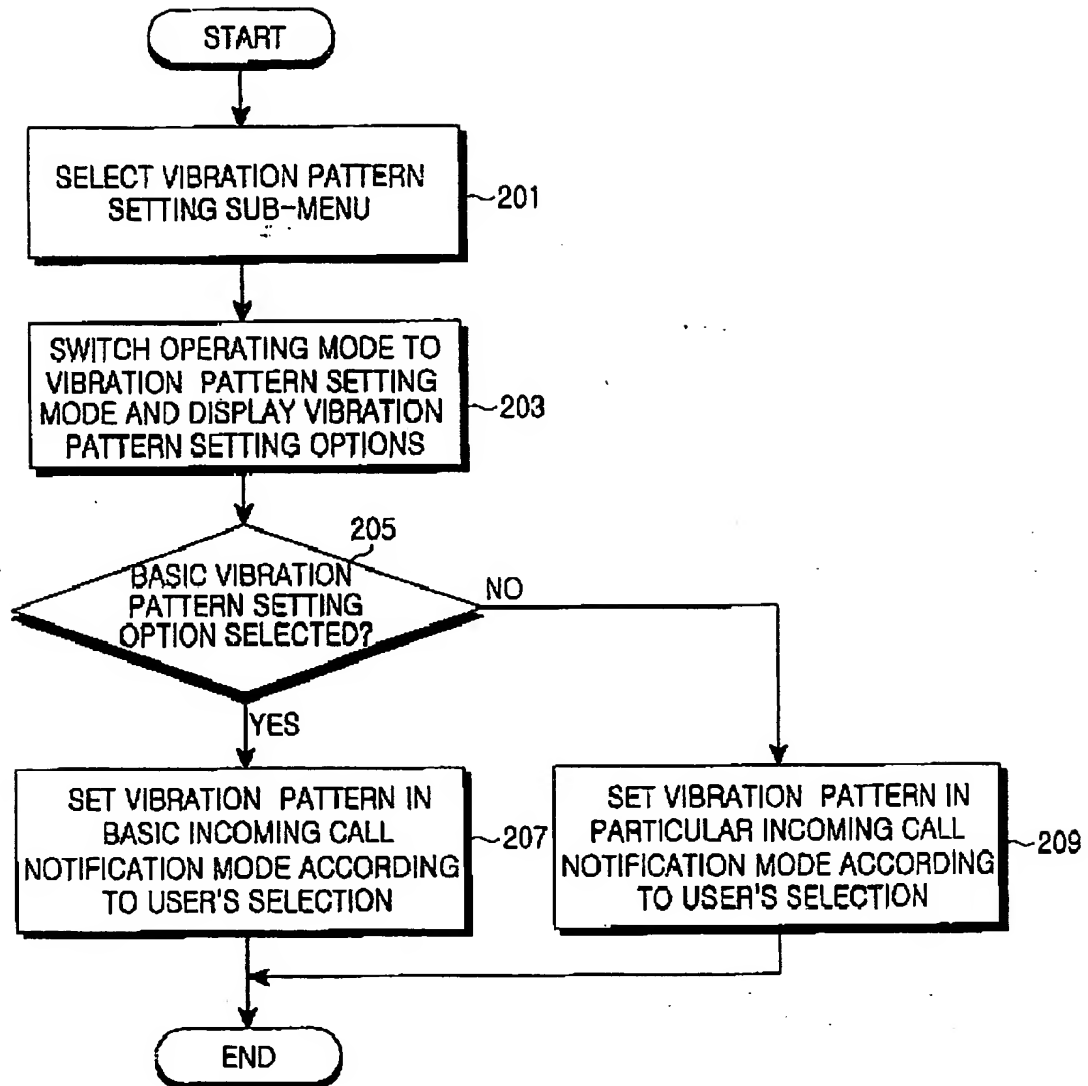 START
SELECT VIBRATION PATTERN
SETTING SUB-MENU
201
SWITCH OPERATING MODE TO
VIBRATION PATTERN SETTING
MODE AND DISPLAY VIBRATION
PATTERN SETTING OPTIONS
203
205
BASIC VIBRATION
PATTERN SETTING
OPTION SELECTED?
NO
YES
SET VIBRATION PATTERN IN
BASIC INCOMING CALL
NOTIFICATION MODE ACCORDING
TO USER'S SELECTION
207
SET VIBRATION PATTERN IN
PARTICULAR INCOMING CALL
NOTIFICATION MODE ACCORDING
TO USER'S SELECTION
209
END